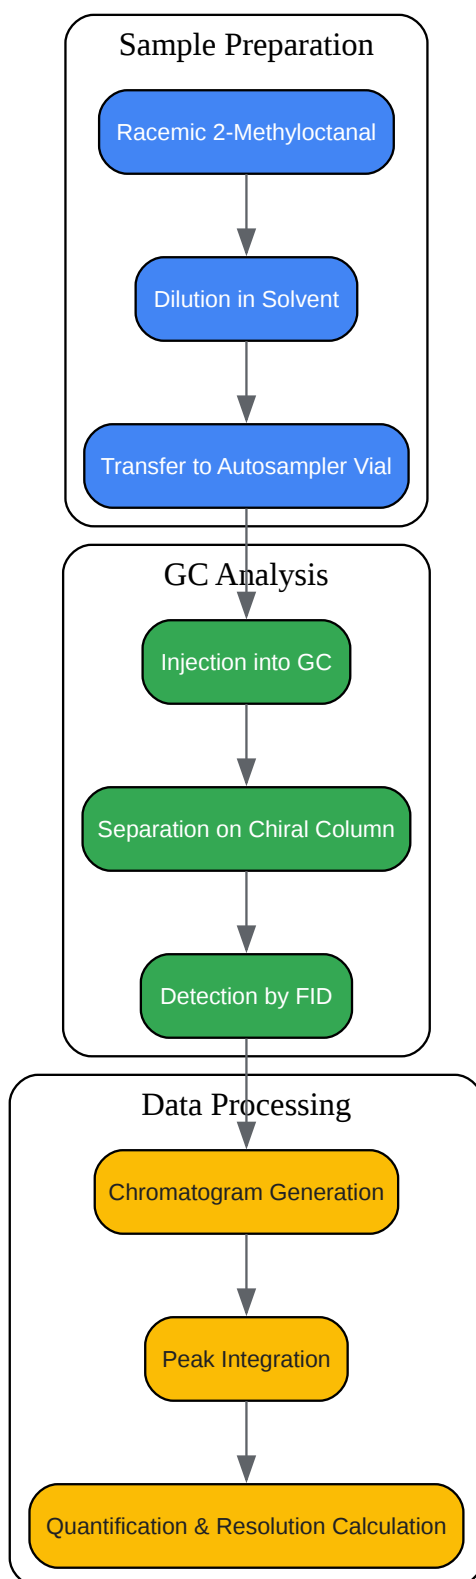 Sample Preparation
Racemic 2-Methyloctanal
Dilution in Solvent
Transfer to Autosampler Vial
GC Analysis
Injection into GC
Separation on Chiral Column
Detection by FID
Data Processing
Chromatogram Generation
Peak Integration
Quantification & Resolution Calculation